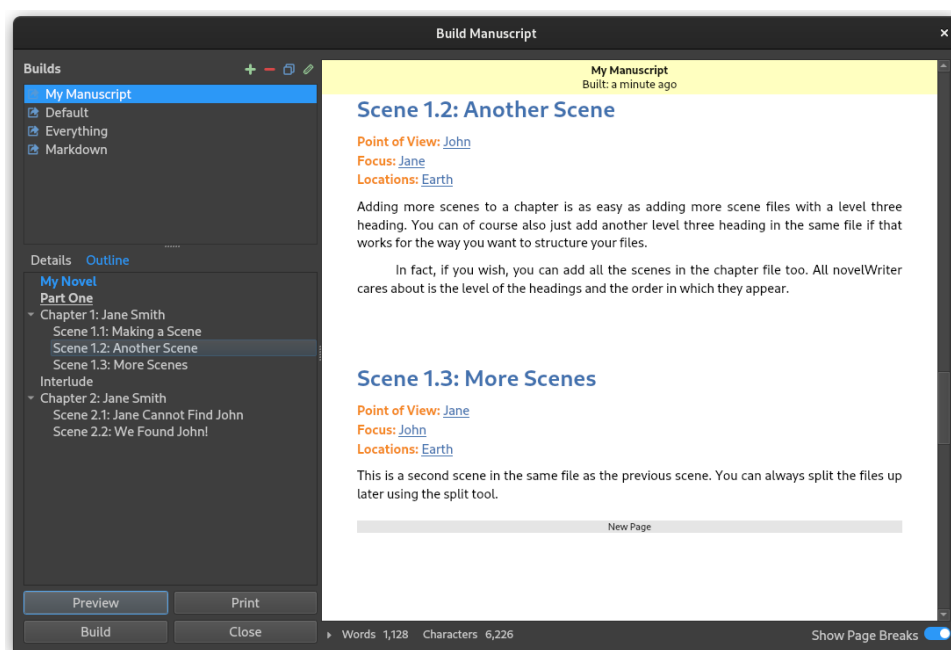 Build Manuscript
Builds
My Manuscript
Default
Everything
Markdown
Details Outline
My Novel
Part One
Chapter 1: Jane Smith
Scene 1.1: Making a Scene
Scene 1.2: Another Scene
Scene 1.3: More Scenes
Interlude
Chapter 2: Jane Smith
Scene 2.1: Jane Cannot Find John
Scene 2.2: We Found John!
Preview Print
Build Close
My Manuscript
Built: a minute ago
Scene 1.2: Another Scene
Point of View: John
Focus: Jane
Locations: Earth
Adding more scenes to a chapter is as easy as adding more scene files with a level three
heading. You can of course also just add another level three heading in the same file if that
works for the way you want to structure your files.
In fact, if you wish, you can add all the scenes in the chapter file too. All novelWriter
cares about is the level of the headings and the order in which they appear.
Scene 1.3: More Scenes
Point of View: Jane
Focus: John
Locations: Earth
This is a second scene in the same file as the previous scene. You can always split the files up
later using the split tool.
New Page
Words 1,128 Characters 6,226
Show Page Breaks